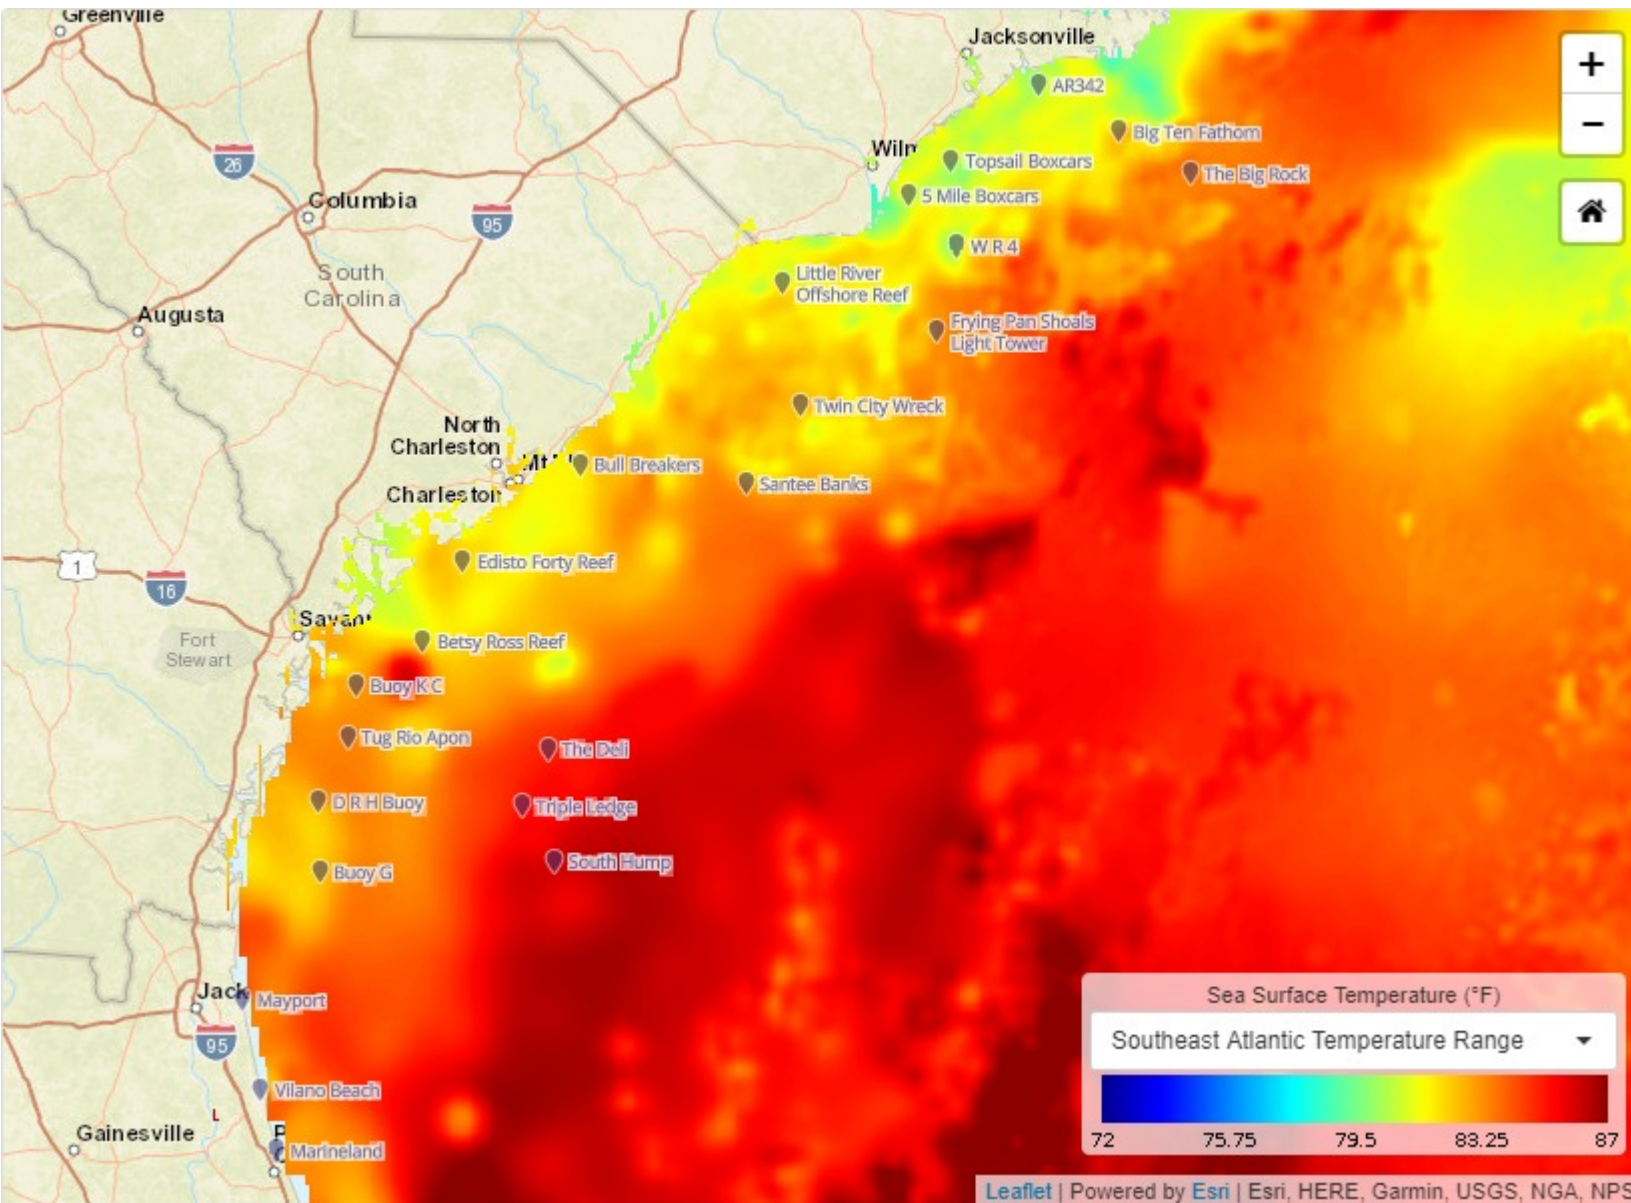 Greenville
Jacksonville
AR342
Big Ten Fathom
26
Wilm
Topsail Boxcars
The Big Rock
Columbia
95
5 Mile Boxcars
W R 4
South
Carolina
Little River
Offshore Reef
Augusta
Frying Pan Shoals
Light Tower
Twin City Wreck
North
Charleston
Bull Breakers
Santee Banks
Charleston
1
16
Edisto Forty Reef
Savann
Fort
Stewart
Betsy Ross Reef
Buoy K C
Tug Rio Apon
The Deli
D R H Buoy
Triple Ledge
Buoy G
South Hump
Jack
Mayport
95
Vilano Beach
L
Gainesville
P
Marineland
+
−
Sea Surface Temperature (°F)
Southeast Atlantic Temperature Range
72 75.75 79.5 83.25 87
Leaflet | Powered by Esri | Esri, HERE, Garmin, USGS, NGA, NPS